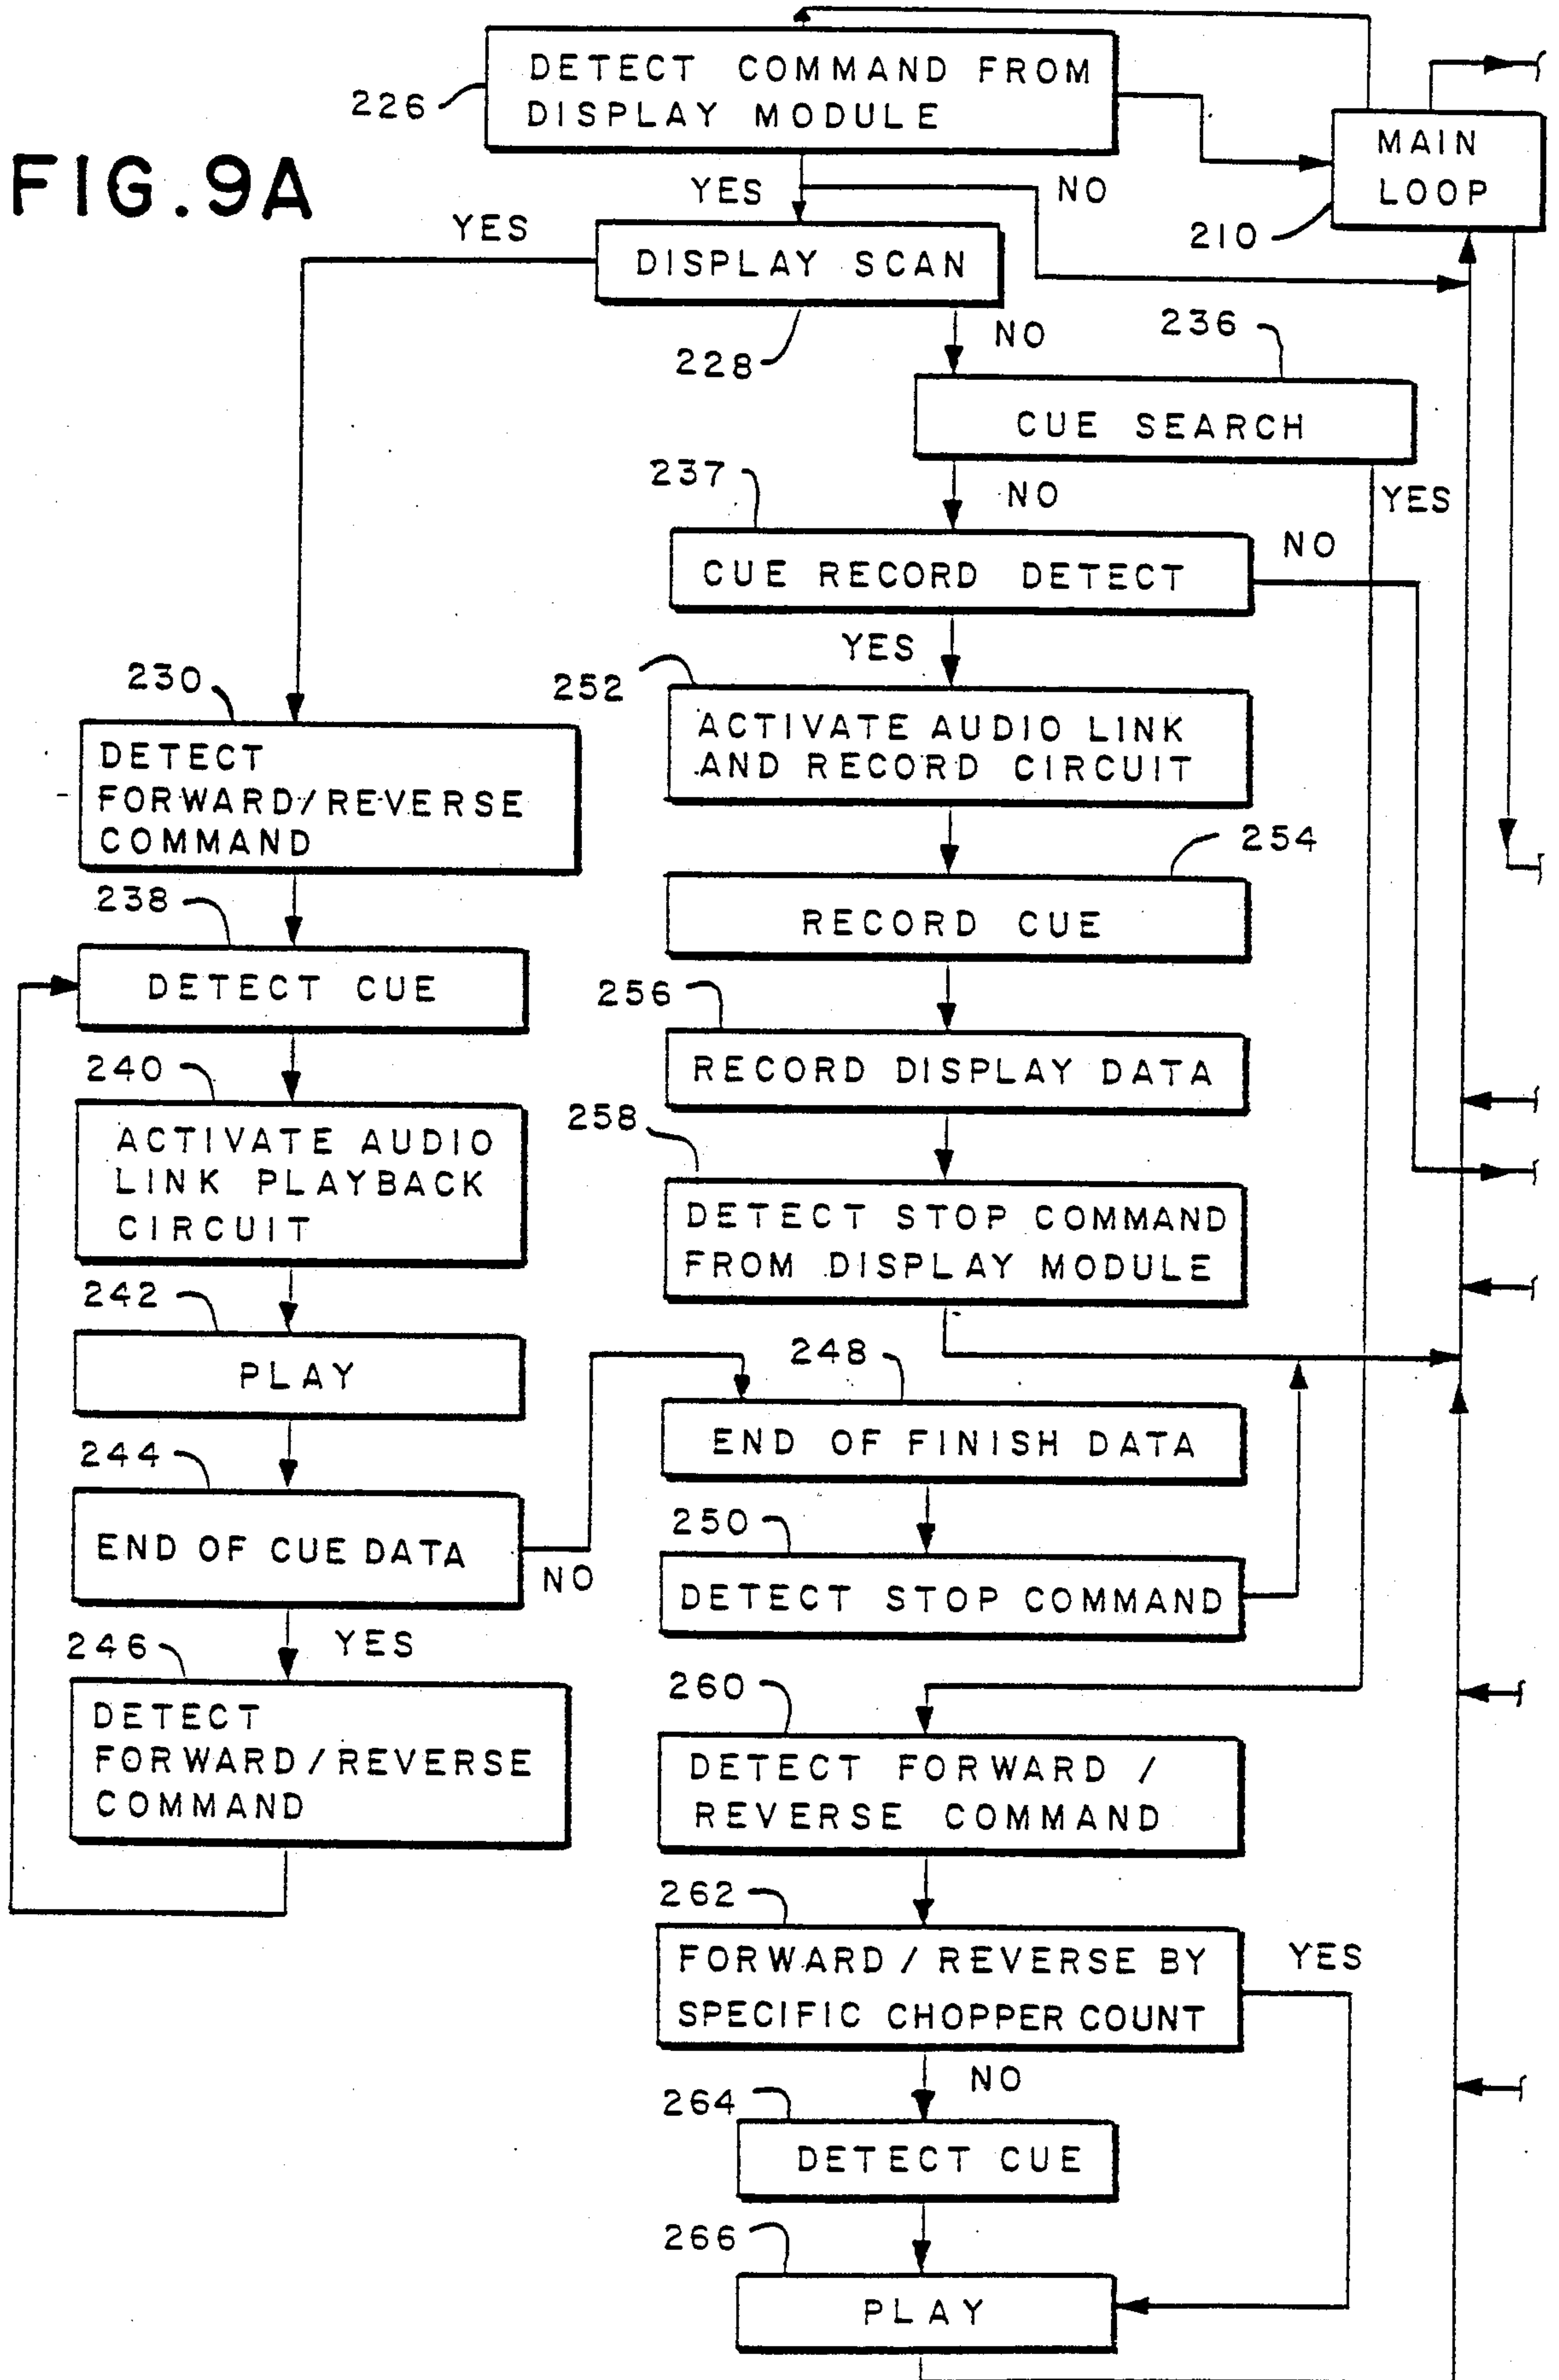 FIG.9A
226
DETECT COMMAND FROM
DISPLAY MODULE
MAIN
LOOP
210
YES
NO
YES
DISPLAY SCAN
228
NO
236
CUE SEARCH
237
NO
YES
CUE RECORD DETECT
NO
YES
252
ACTIVATE AUDIO LINK
AND RECORD CIRCUIT
230
DETECT
FORWARD/REVERSE
COMMAND
254
RECORD CUE
238
DETECT CUE
256
RECORD DISPLAY DATA
240
ACTIVATE AUDIO
LINK PLAYBACK
CIRCUIT
258
DETECT STOP COMMAND
FROM DISPLAY MODULE
242
PLAY
248
END OF FINISH DATA
244
END OF CUE DATA
NO
250
DETECT STOP COMMAND
YES
246
DETECT
FORWARD/REVERSE
COMMAND
260
DETECT FORWARD /
REVERSE COMMAND
262
FORWARD / REVERSE BY
SPECIFIC CHOPPER COUNT
YES
NO
264
DETECT CUE
266
PLAY